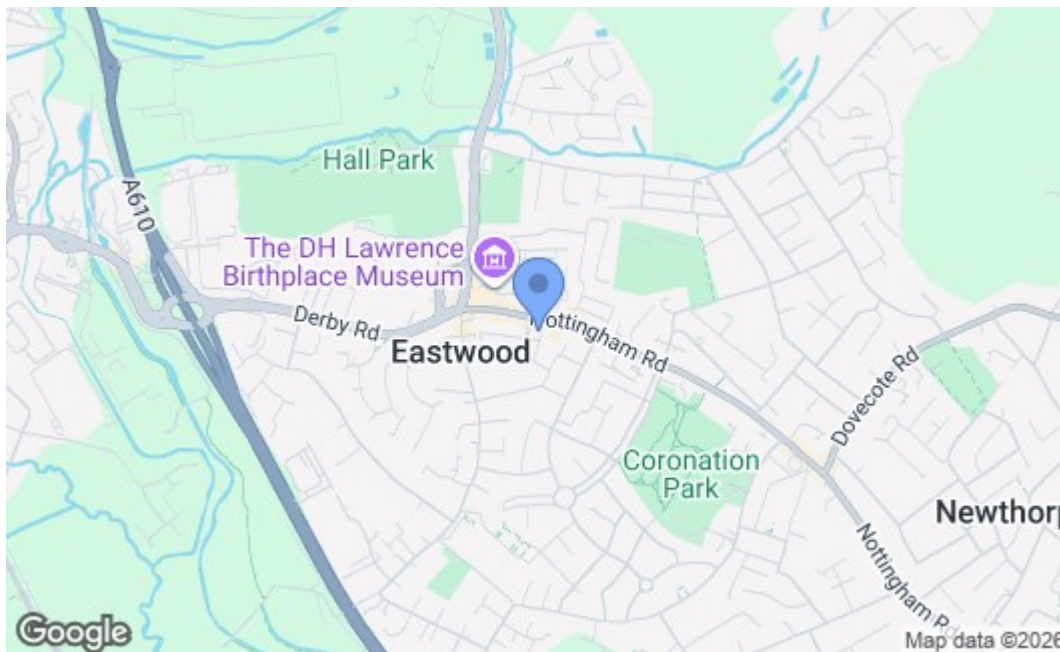 Hall Park
A610
The DH Lawrence
Birthplace Museum
Derby Rd
Nottingham Rd
Eastwood
Dovecote Rd
Coronation
Park
Newthorp
Nottingham Rd
Google
Map data ©2026